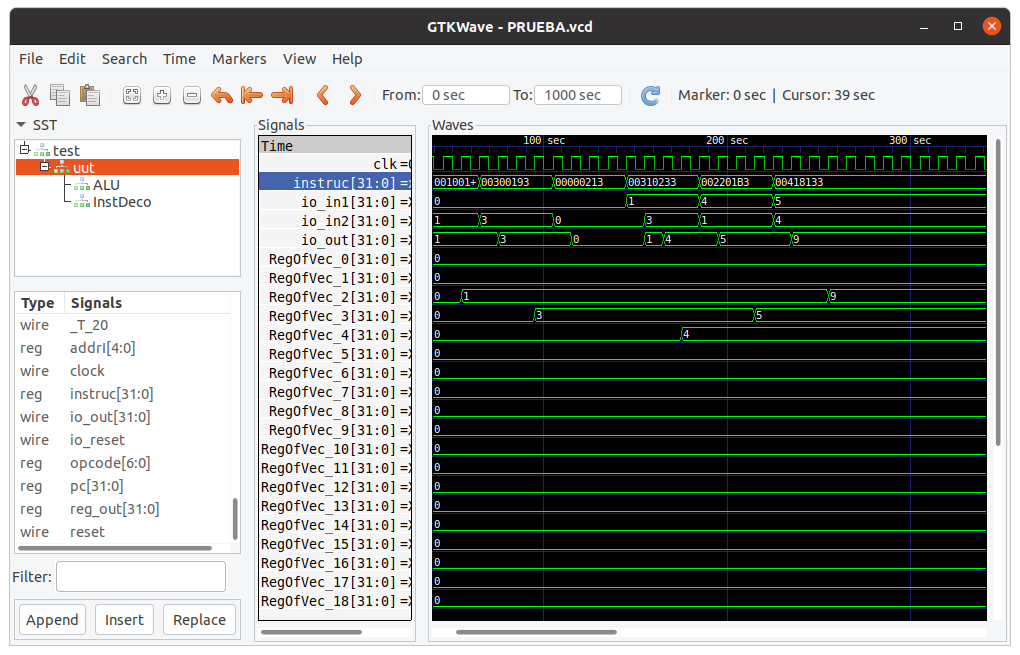 GTKWave - PRUEBA.vcd
File Edit Search Time Markers View Help
From: 0 sec To: 1000 sec Marker: 0 sec | Cursor: 39 sec
SST
test
uut
ALU
InstDeco
Type Signals
wire _T_20
reg addrI[4:0]
wire clock
reg instruc[31:0]
wire io_out[31:0]
wire io_reset
reg opcode[6:0]
reg pc[31:0]
reg reg_out[31:0]
wire reset
Filter:
Append Insert Replace
Signals
Time
clk =0
instruc[31:0] =X
io_in1[31:0] =X
io_in2[31:0] =X
io_out[31:0] =X
RegOfVec_0[31:0] =X
RegOfVec_1[31:0] =X
RegOfVec_2[31:0] =X
RegOfVec_3[31:0] =X
RegOfVec_4[31:0] =X
RegOfVec_5[31:0] =X
RegOfVec_6[31:0] =X
RegOfVec_7[31:0] =X
RegOfVec_8[31:0] =X
RegOfVec_9[31:0] =X
RegOfVec_10[31:0] =X
RegOfVec_11[31:0] =X
RegOfVec_12[31:0] =X
RegOfVec_13[31:0] =X
RegOfVec_14[31:0] =X
RegOfVec_15[31:0] =X
RegOfVec_16[31:0] =X
RegOfVec_17[31:0] =X
RegOfVec_18[31:0] =X
Waves
100 sec 200 sec 300 sec
001001+ 00300193 00000213 00310233 002201B3 00418133
0 1 4 5
1 3 0 3 1 4
1 3 0 1 4 5 9
0
0
0 1 9
0 3 5
0 4
0
0
0
0
0
0
0
0
0
0
0
0
0
0